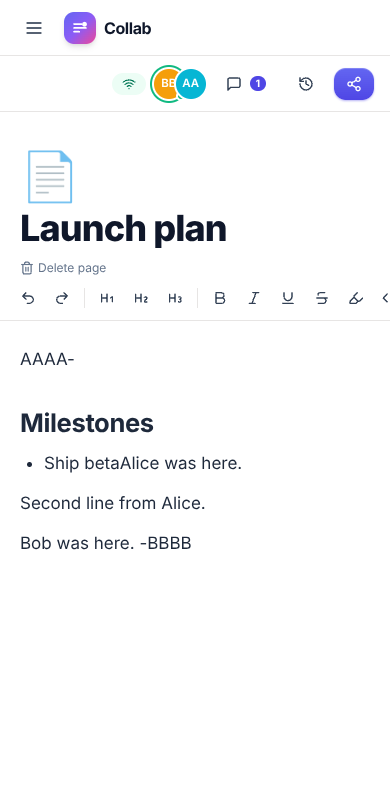 Collab
BB AA 1
Launch plan
Delete page
H1 H2 H3 B I U S
AAAA-
Milestones
• Ship betaAlice was here.
Second line from Alice.
Bob was here. -BBBB